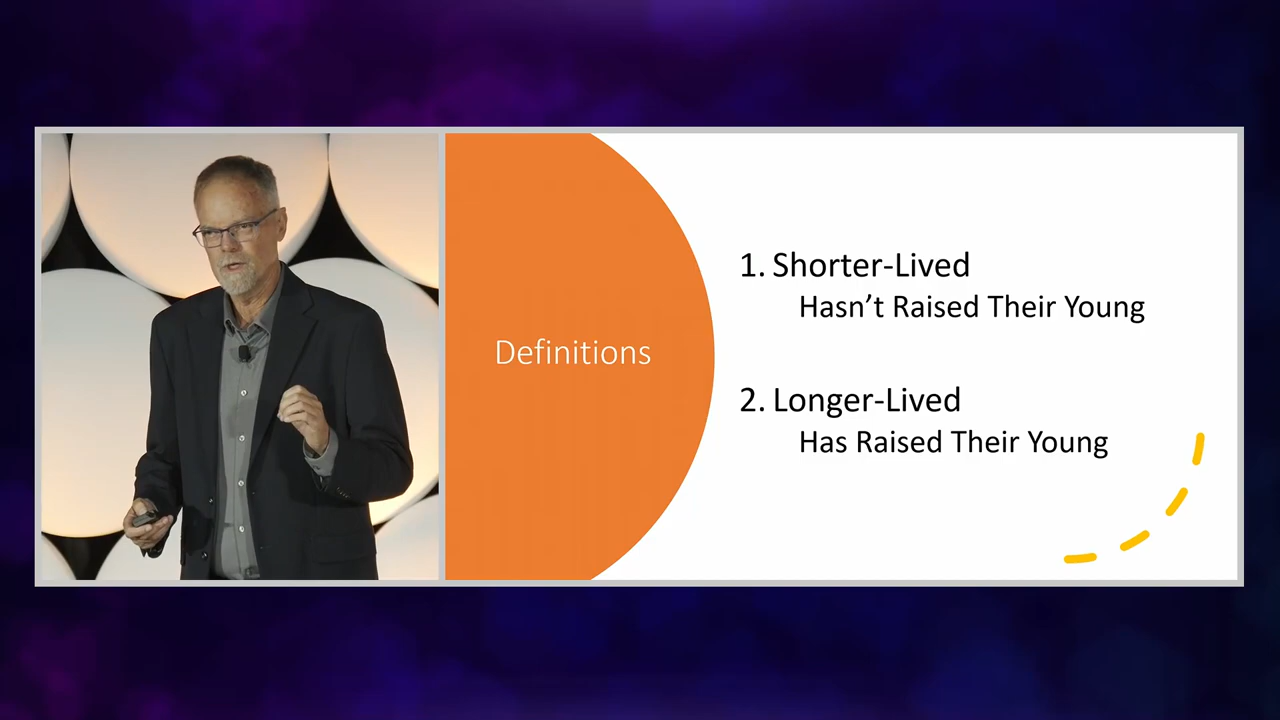 Definitions
1. Shorter-Lived
Hasn’t Raised Their Young
2. Longer-Lived
Has Raised Their Young